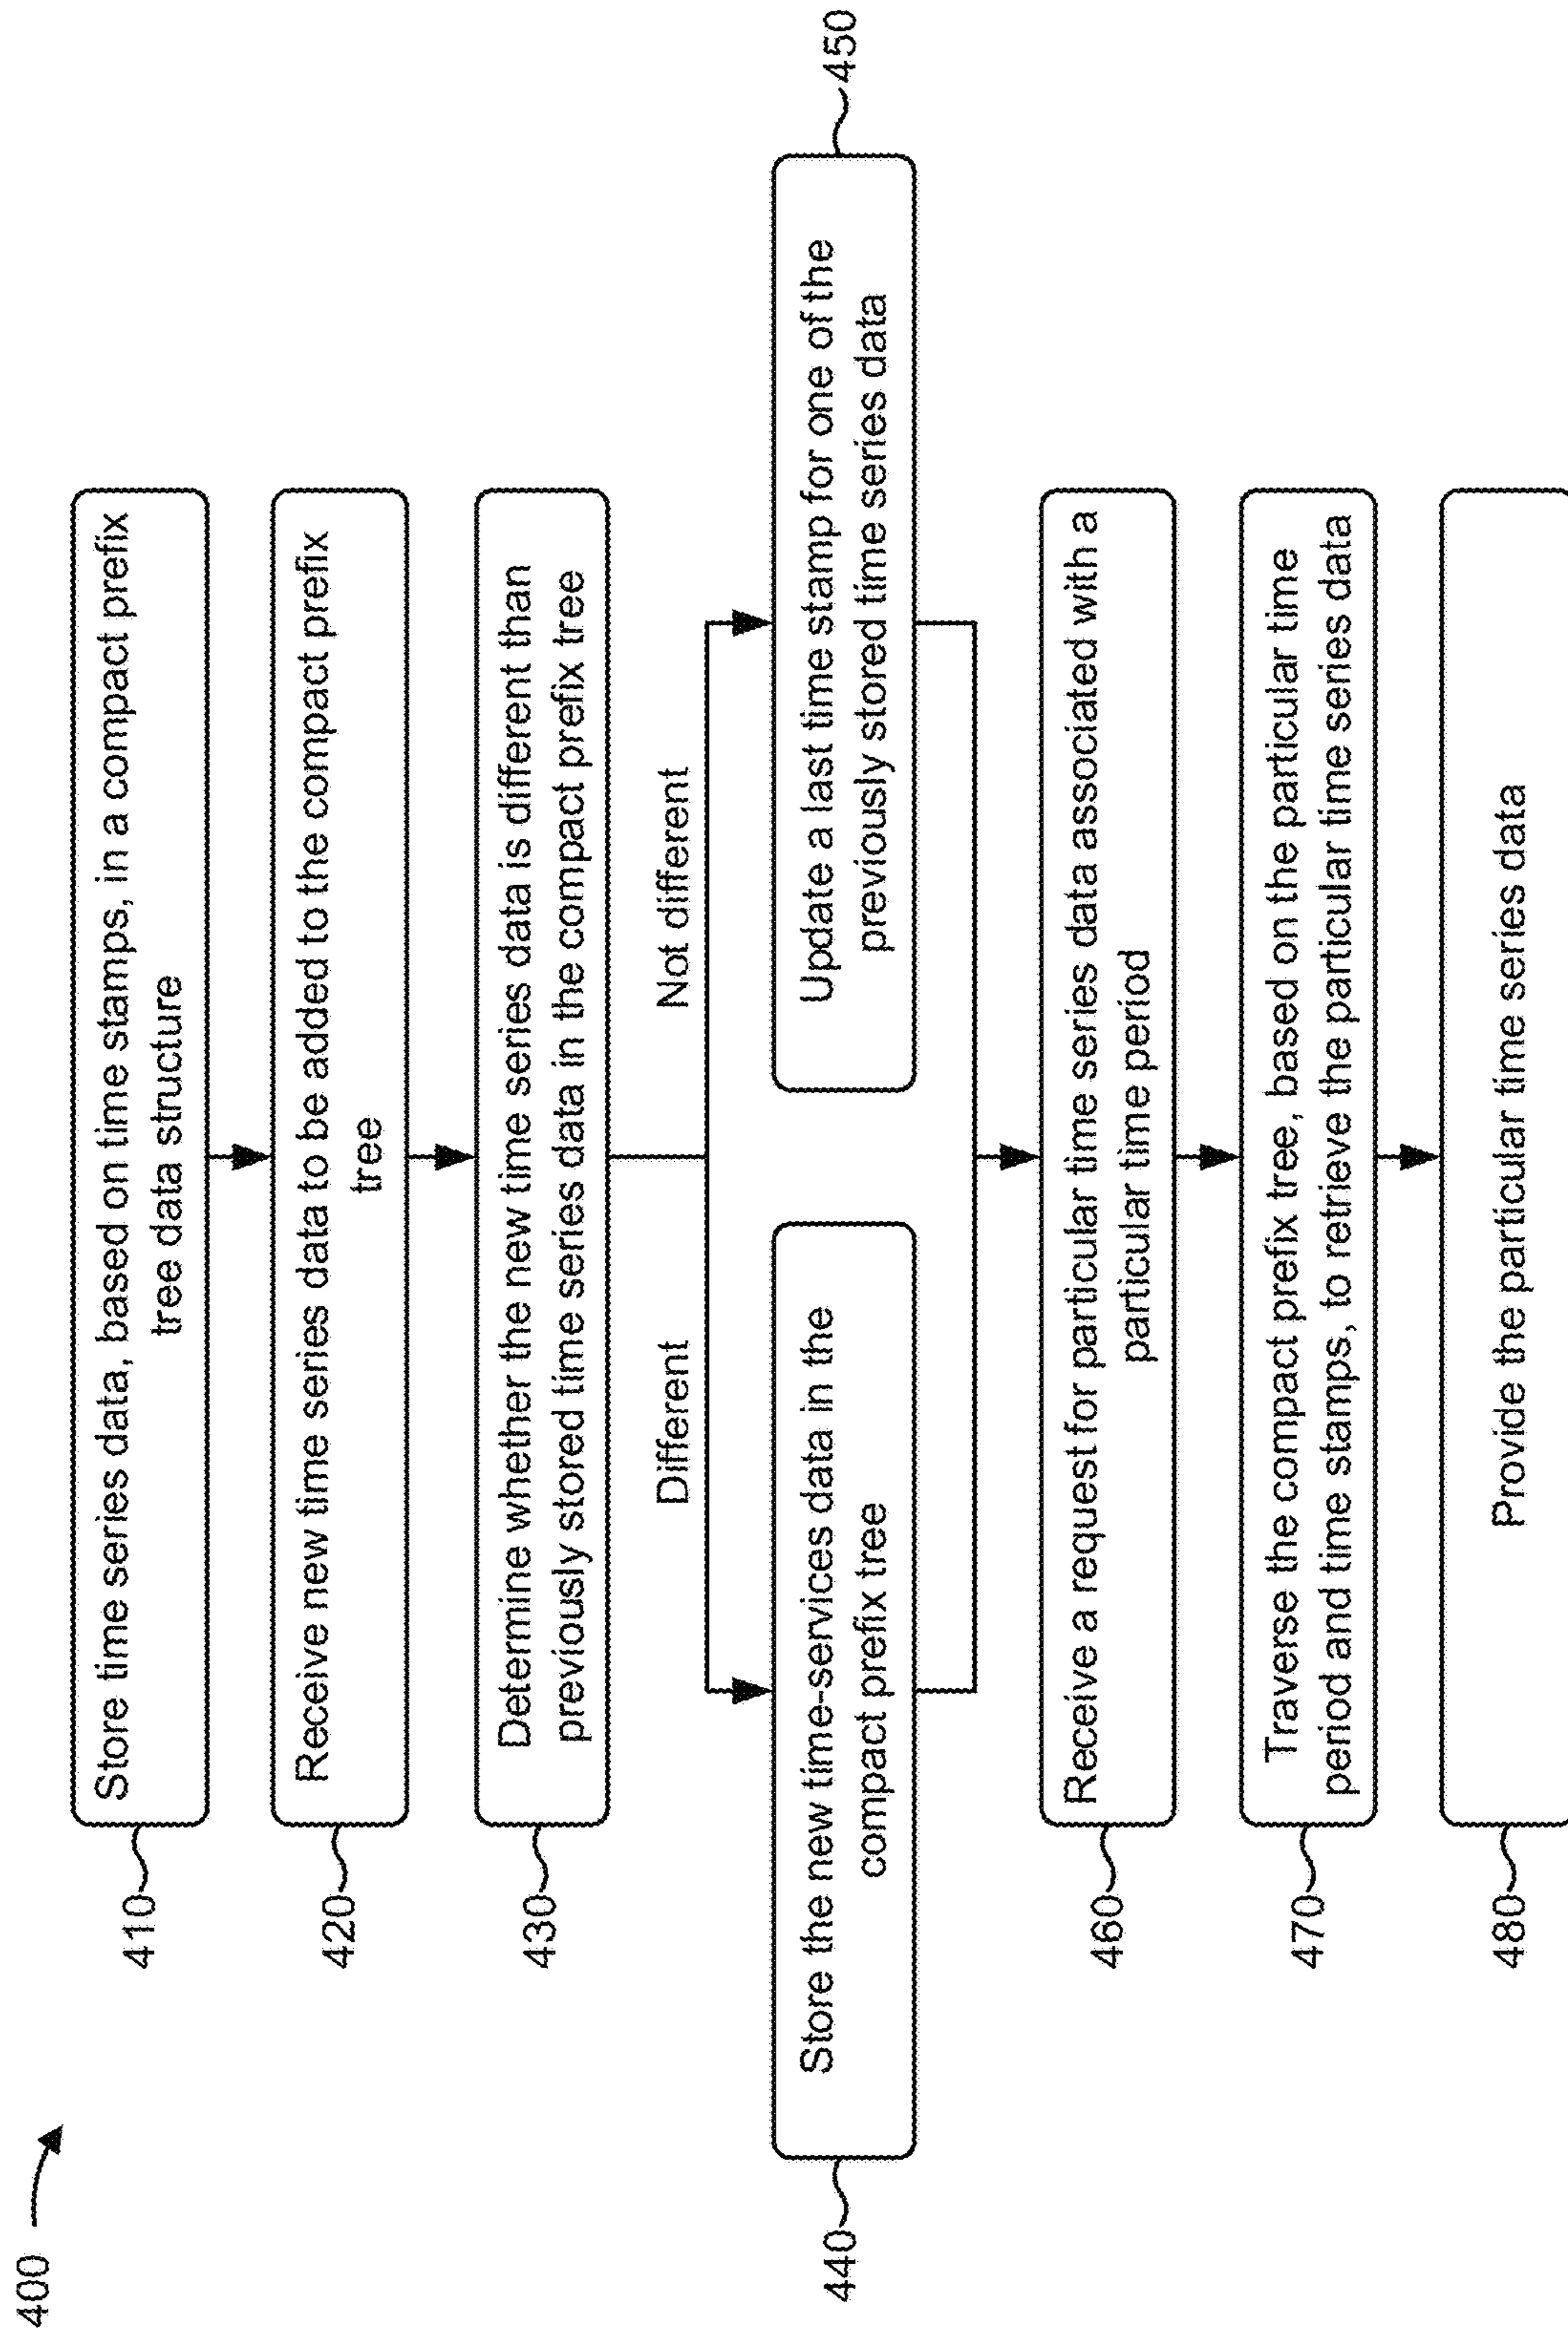 400
410
Store time series data, based on time stamps, in a compact prefix
tree data structure
420
Receive new time series data to be added to the compact prefix
tree
430
Determine whether the new time series data is different than
previously stored time series data in the compact prefix tree
Different
Not different
440
Store the new time-services data in the
compact prefix tree
Update a last time stamp for one of the
previously stored time series data
450
460
Receive a request for particular time series data associated with a
particular time period
470
Traverse the compact prefix tree, based on the particular time
period and time stamps, to retrieve the particular time series data
480
Provide the particular time series data